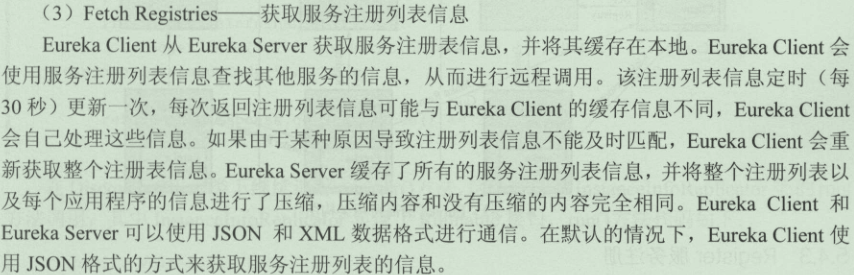 （3）Fetch Registries——获取服务注册列表信息
Eureka Client 从 Eureka Server 获取服务注册表信息，并将其缓存在本地。Eureka Client 会
使用服务注册列表信息查找其他服务的信息，从而进行远程调用。该注册列表信息定时（每
30 秒）更新一次，每次返回注册列表信息可能与 Eureka Client 的缓存信息不同，Eureka Client
会自己处理这些信息。如果由于某种原因导致注册列表信息不能及时匹配，Eureka Client 会重
新获取整个注册表信息。Eureka Server 缓存了所有的服务注册列表信息，并将整个注册列表以
及每个应用程序的信息进行了压缩，压缩内容和没有压缩的内容完全相同。Eureka Client 和
Eureka Server 可以使用 JSON 和 XML 数据格式进行通信。在默认的情况下，Eureka Client 使
用 JSON 格式的方式来获取服务注册列表的信息。